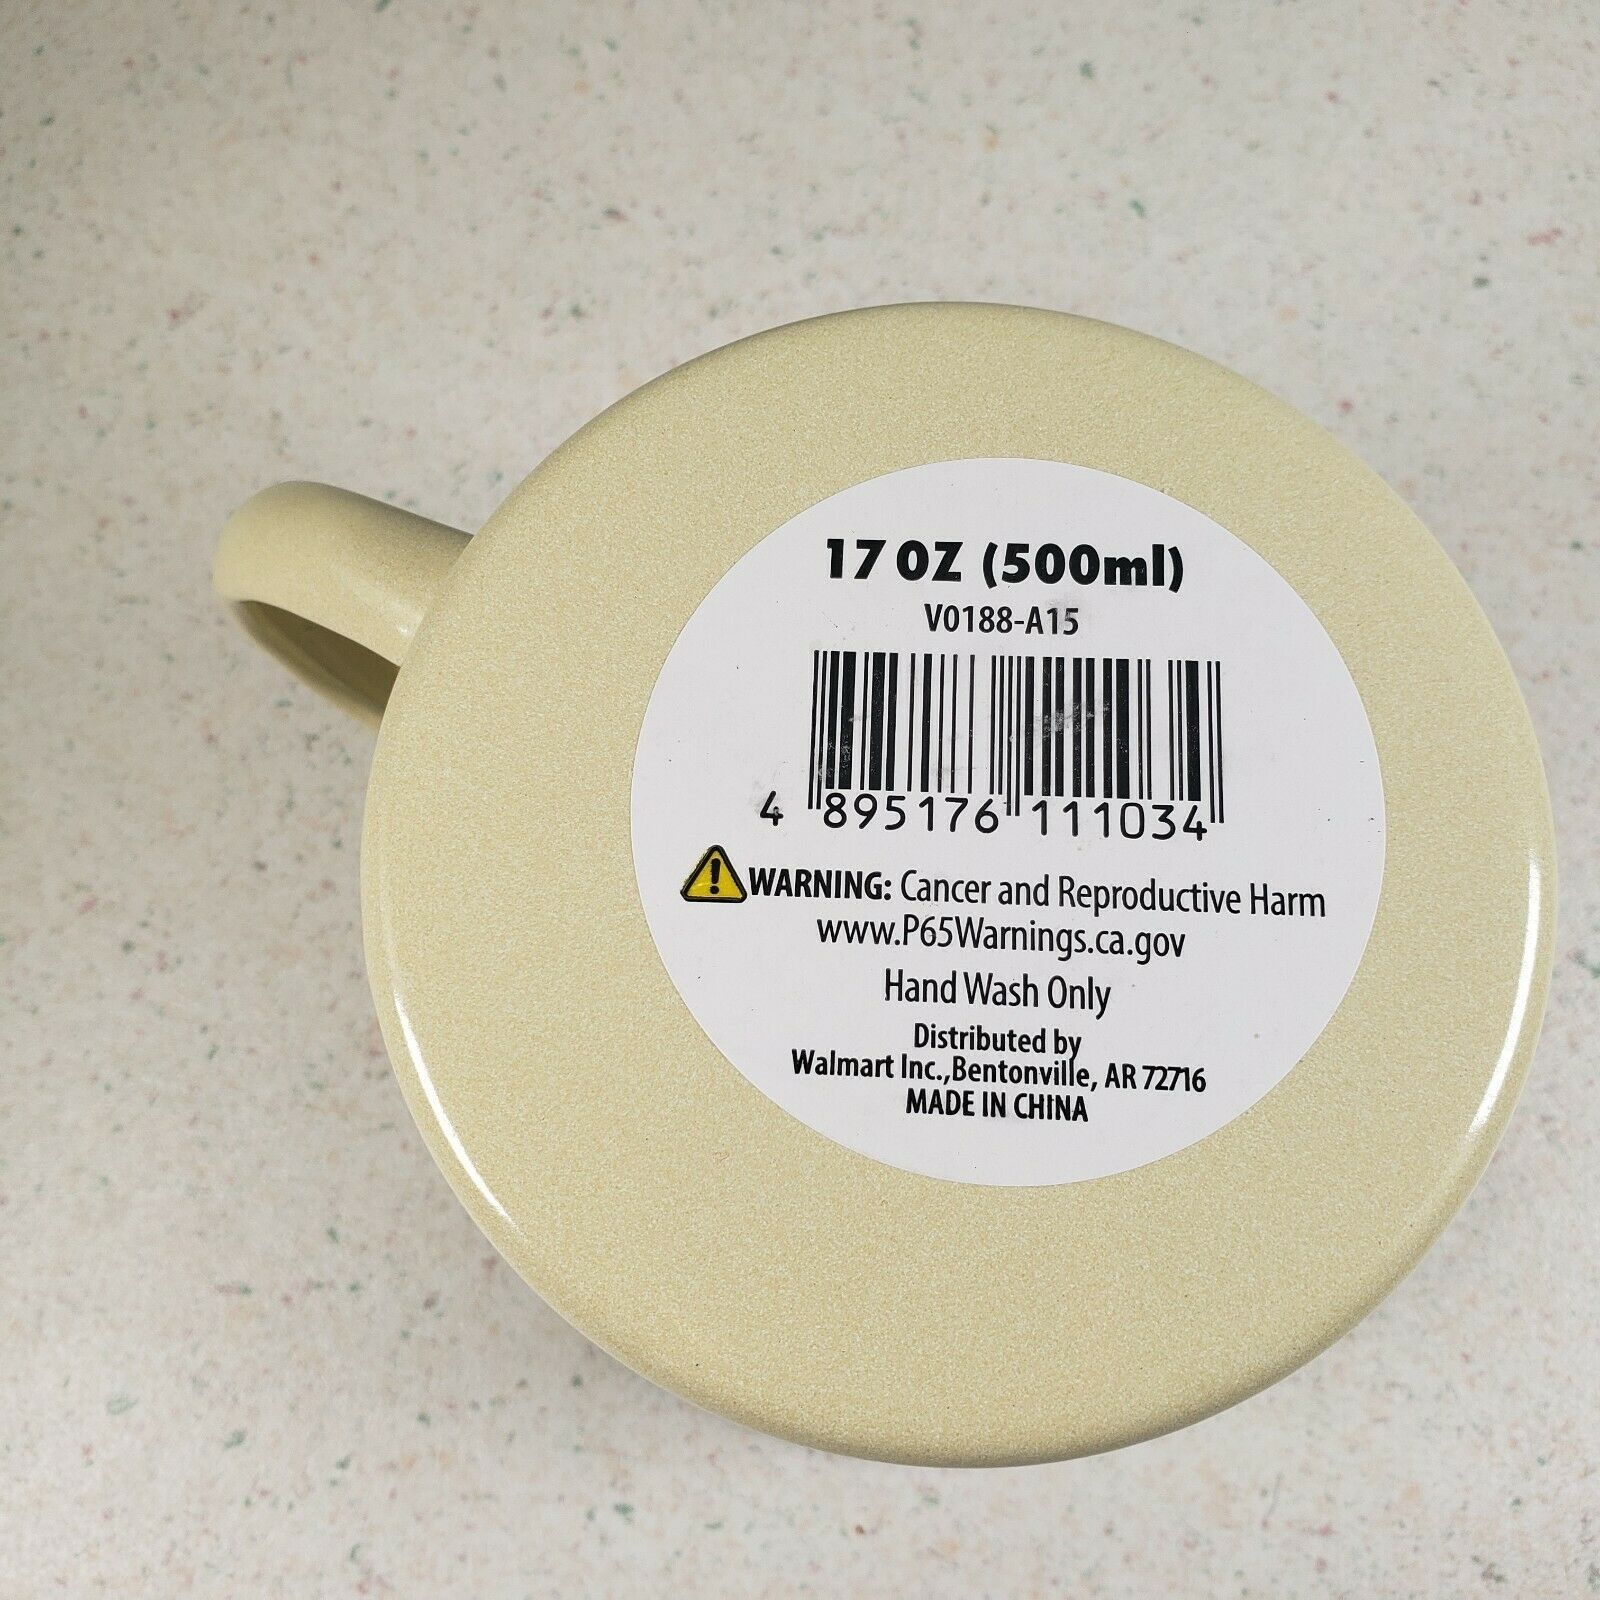 17 OZ (500ml)
V0188-A15
4 895176 111034
WARNING: Cancer and Reproductive Harm
www.P65Warnings.ca.gov
Hand Wash Only
Distributed by
Walmart Inc.,Bentonville, AR 72716
MADE IN CHINA